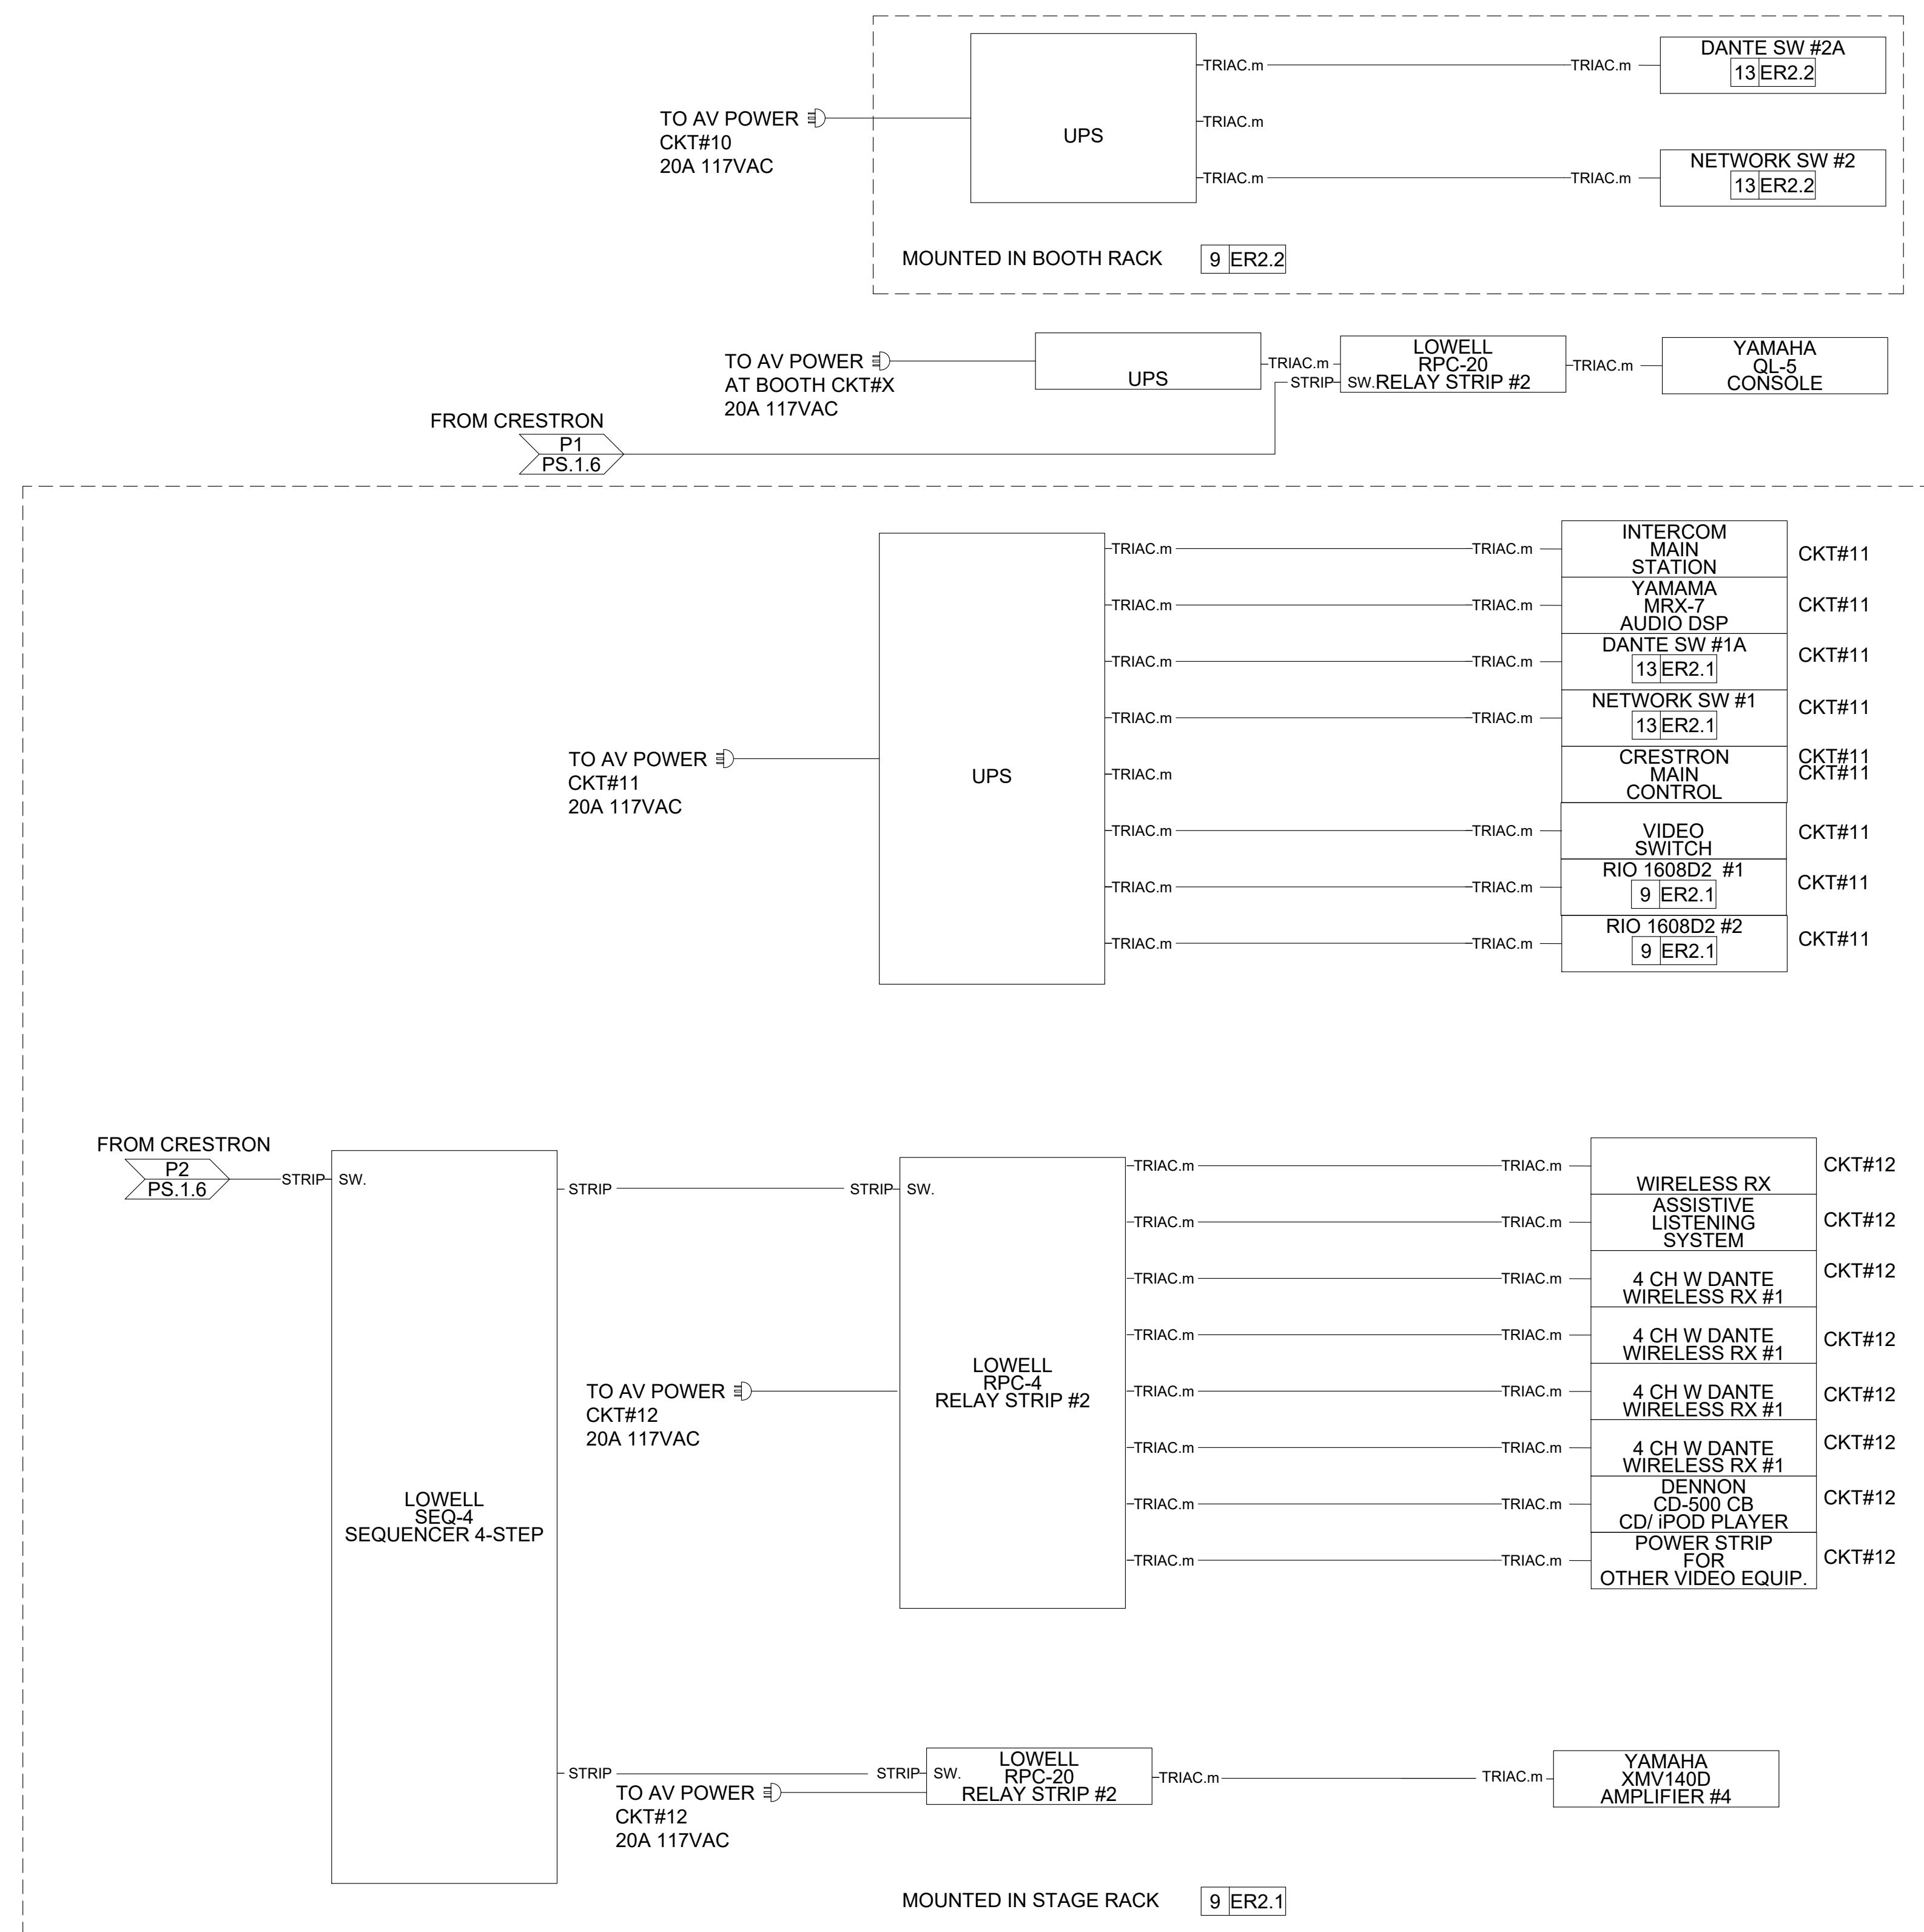 TRIAC.m TRIAC.m DANTE SW #2A
13 ER2.2
TO AV POWER
CKT#10
20A 117VAC
UPS
TRIAC.m
TRIAC.m TRIAC.m NETWORK SW #2
13 ER2.2
MOUNTED IN BOOTH RACK 9 ER2.2
TO AV POWER
AT BOOTH CKT#X
20A 117VAC
UPS
TRIAC.m
STRIP SW.
LOWELL
RPC-20
RELAY STRIP #2
TRIAC.m
YAMAHA
QL-5
CONSOLE
FROM CRESTRON
P1
PS.1.6
TO AV POWER
CKT#11
20A 117VAC
UPS
TRIAC.m TRIAC.m
INTERCOM
MAIN
STATION
CKT#11
TRIAC.m TRIAC.m
YAMAMA
MRX-7
AUDIO DSP
CKT#11
TRIAC.m TRIAC.m
DANTE SW #1A
13 ER2.1
CKT#11
TRIAC.m TRIAC.m
NETWORK SW #1
13 ER2.1
CKT#11
TRIAC.m
CRESTRON
MAIN
CONTROL
CKT#11
CKT#11
TRIAC.m TRIAC.m
VIDEO
SWITCH
CKT#11
TRIAC.m TRIAC.m
RIO 1608D2 #1
9 ER2.1
CKT#11
TRIAC.m TRIAC.m
RIO 1608D2 #2
9 ER2.1
CKT#11
FROM CRESTRON
P2
PS.1.6
STRIP SW.
LOWELL
SEQ-4
SEQUENCER 4-STEP
STRIP STRIP SW.
TO AV POWER
CKT#12
20A 117VAC
LOWELL
RPC-4
RELAY STRIP #2
TRIAC.m TRIAC.m
WIRELESS RX
CKT#12
TRIAC.m TRIAC.m
ASSISTIVE
LISTENING
SYSTEM
CKT#12
TRIAC.m TRIAC.m
4 CH W DANTE
WIRELESS RX #1
CKT#12
TRIAC.m TRIAC.m
4 CH W DANTE
WIRELESS RX #1
CKT#12
TRIAC.m TRIAC.m
4 CH W DANTE
WIRELESS RX #1
CKT#12
TRIAC.m TRIAC.m
4 CH W DANTE
WIRELESS RX #1
CKT#12
TRIAC.m TRIAC.m
DENNON
CD-500 CB
CD/ iPOD PLAYER
CKT#12
TRIAC.m TRIAC.m
POWER STRIP
FOR
OTHER VIDEO EQUIP.
CKT#12
STRIP STRIP SW.
TO AV POWER
CKT#12
20A 117VAC
LOWELL
RPC-20
RELAY STRIP #2
TRIAC.m TRIAC.m
YAMAHA
XMV140D
AMPLIFIER #4
MOUNTED IN STAGE RACK 9 ER2.1